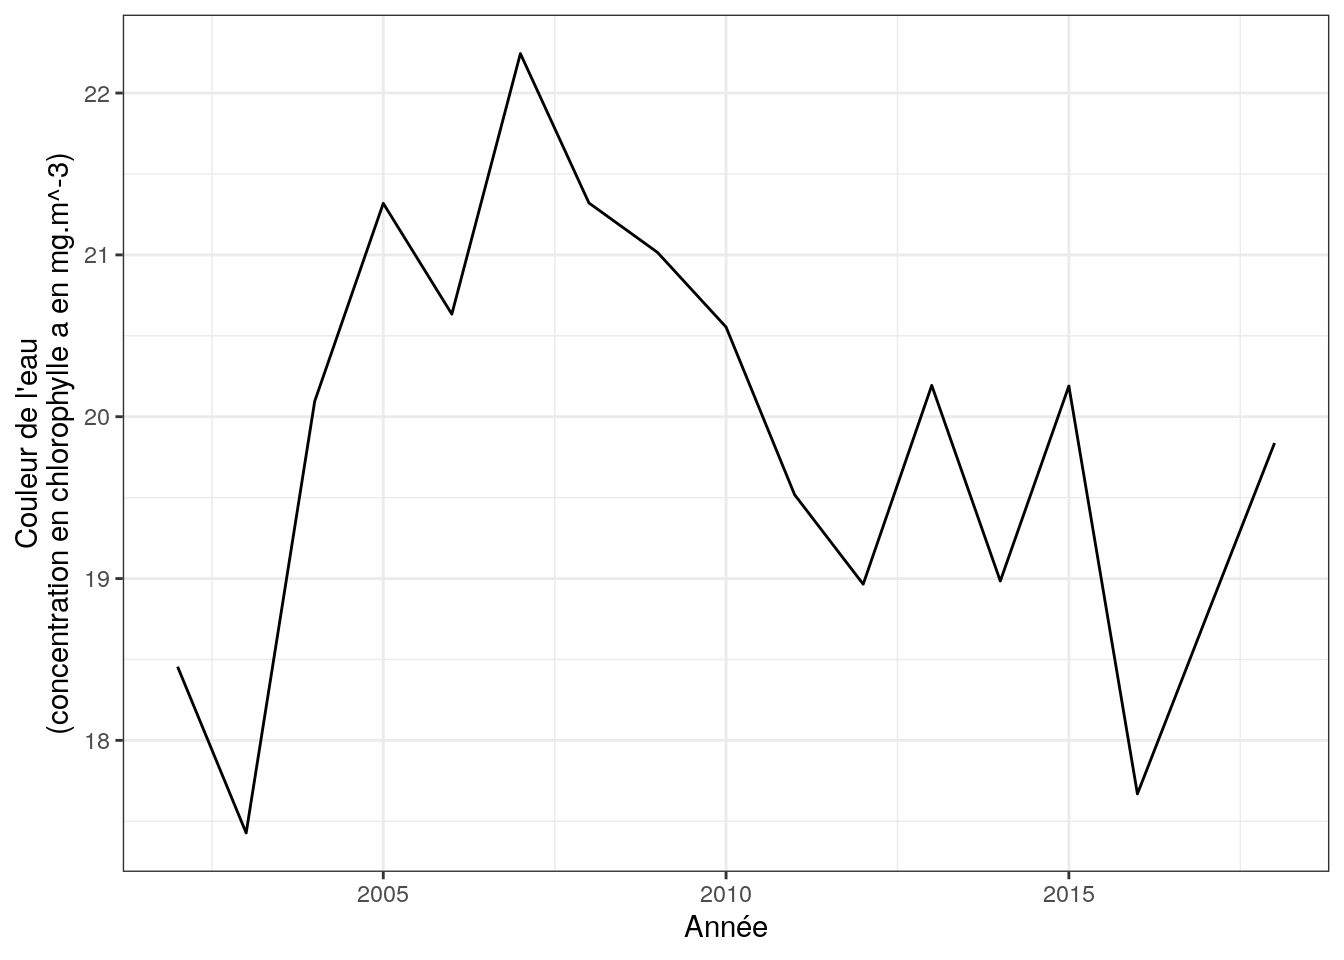 Couleur de l'eau
(concentration en chlorophylle a en mg.m^-3)
22
21
20
19
18
2005
2010
2015
Année